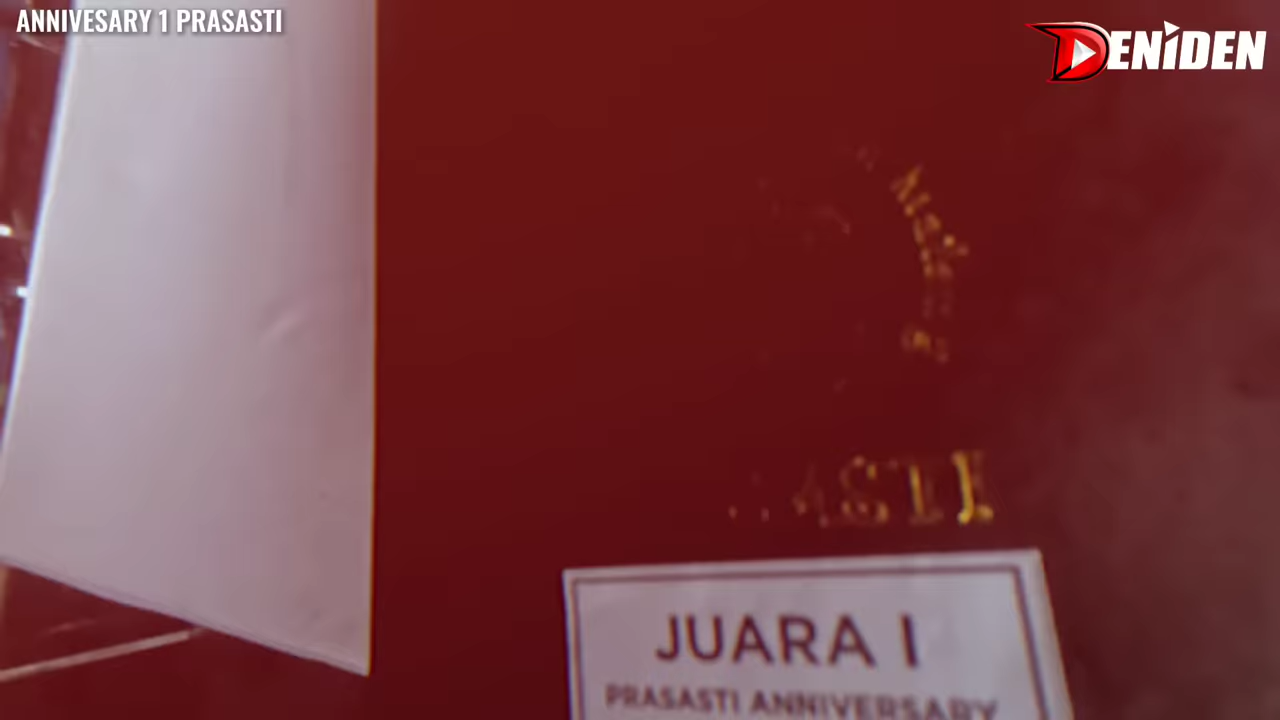 ANNIVESARY 1 PRASASTI
DENIDEN
JUARA I
PRASASTI ANNIVERSARY